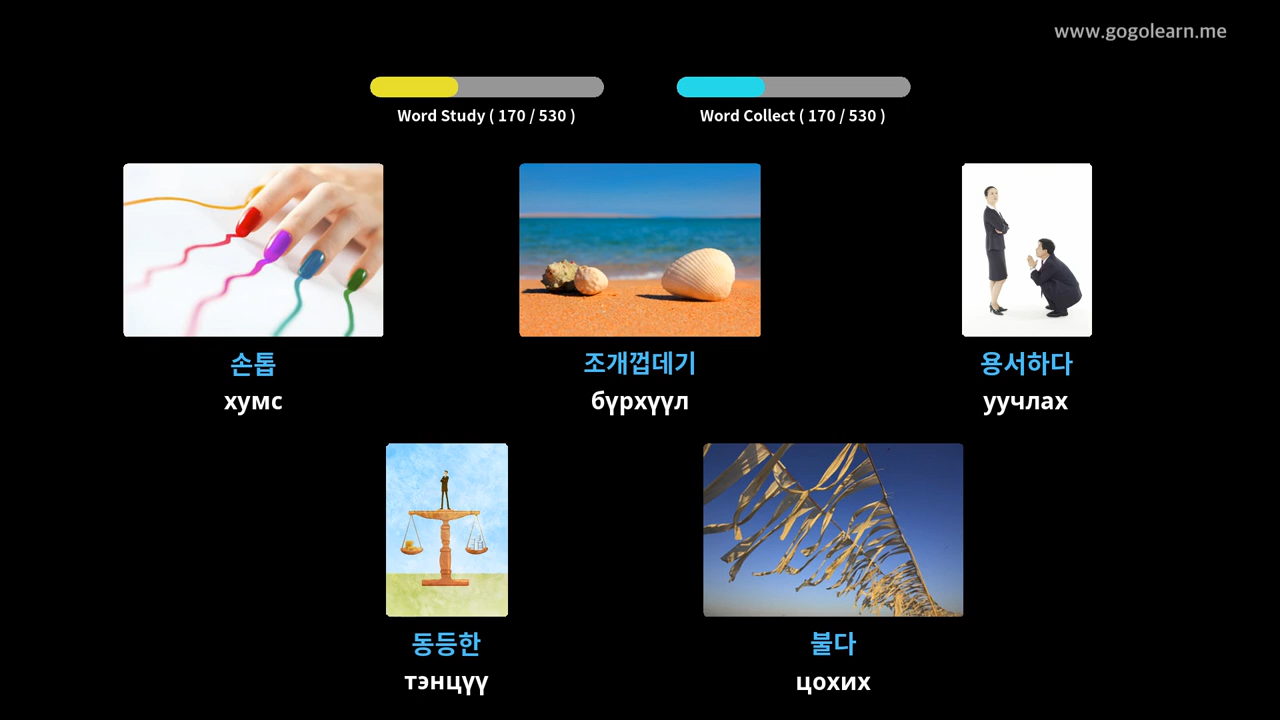 www.gogolearn.me
Word Study ( 170 / 530 )
Word Collect ( 170 / 530 )
손톱
хумс
조개껍데기
бүрхүүл
용서하다
уучлах
동등한
тэнцүү
불다
цохих